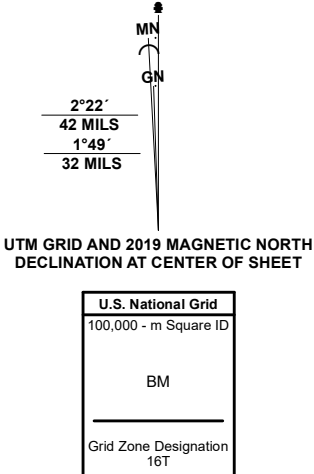 MN
GN
2°22´
42 MILS
1°49´
32 MILS
UTM GRID AND 2019 MAGNETIC NORTH
DECLINATION AT CENTER OF SHEET
U.S. National Grid
100,000 - m Square ID
BM
Grid Zone Designation
16T